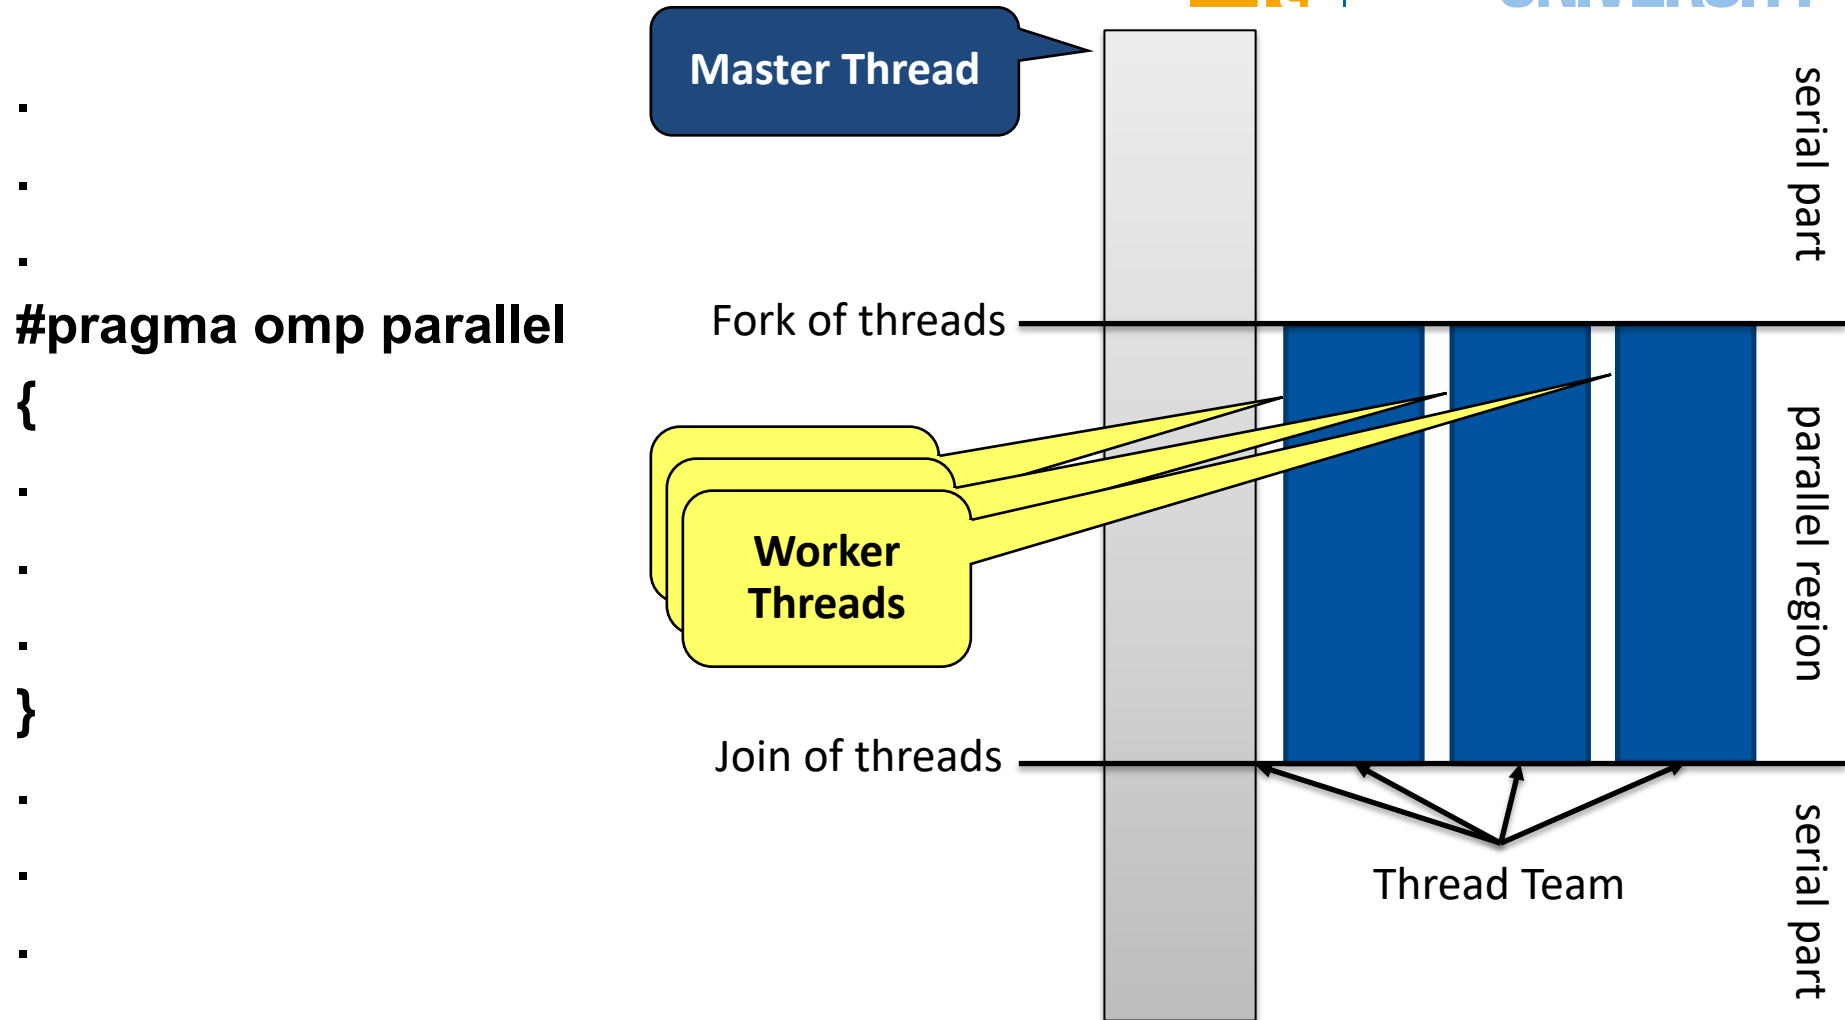 Master Thread
serial part
.
.
.
#pragma omp parallel
Fork of threads
{
.
.
.
}
Worker
Threads
parallel region
Join of threads
.
.
.
Thread Team
serial part